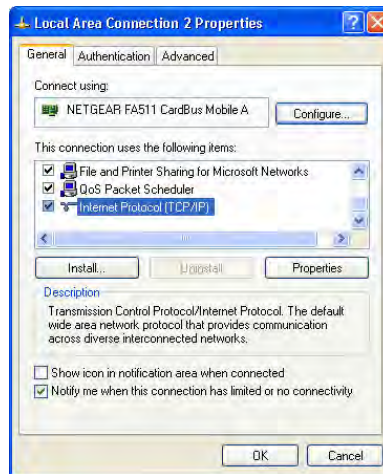 Local Area Connection 2 Properties
General Authentication Advanced
Connect using:
NETGEAR FA511 CardBus Mobile A
Configure...
This connection uses the following items:
File and Printer Sharing for Microsoft Networks
QoS Packet Scheduler
Internet Protocol (TCP/IP)
Install... Uninstall Properties
Description
Transmission Control Protocol/Internet Protocol. The default
wide area network protocol that provides communication
across diverse interconnected networks.
Show icon in notification area when connected
Notify me when this connection has limited or no connectivity
OK Cancel